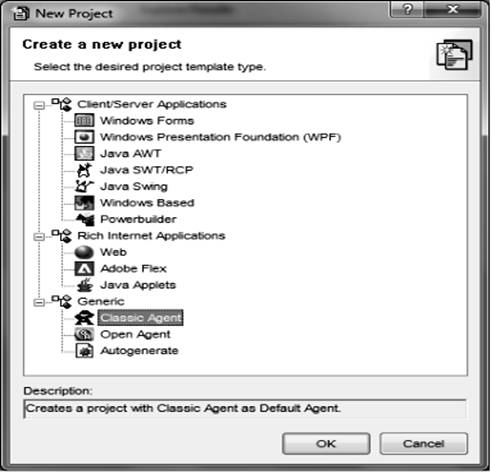 New Project
Create a new project
Select the desired project template type.
Client/Server Applications
Windows Forms
Windows Presentation Foundation (WPF)
Java AWT
Java SWT/RCP
Java Swing
Windows Based
Powerbuilder
Rich Internet Applications
Web
Adobe Flex
Java Applets
Generic
Classic Agent
Open Agent
Autogenerate
Description:
Creates a project with Classic Agent as Default Agent.
OK
Cancel